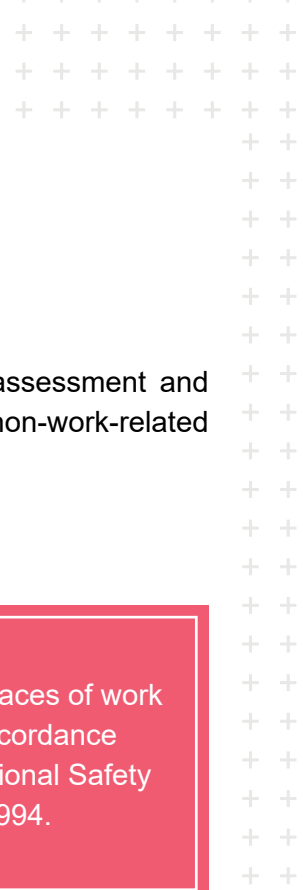 assessment and
non-work-related
aces of work
cordance
ional Safety
994.